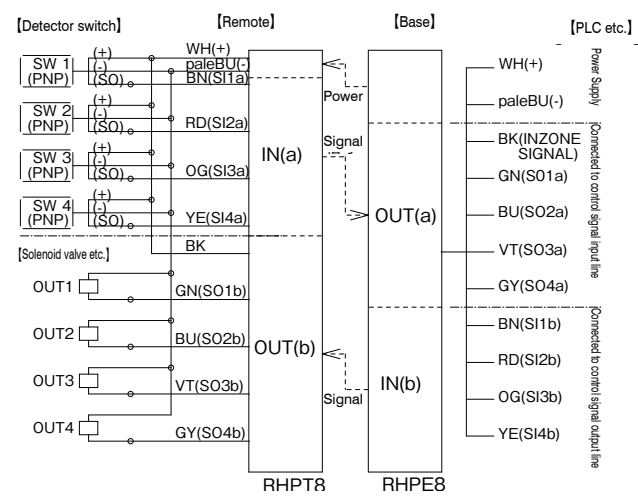 【Detector switch】
【Remote】
【Base】
【PLC etc.】
SW 1
(PNP)
(+)
(-)
(SO)
WH(+)
paleBU(-)
BN(SI1a)
SW 2
(PNP)
(+)
(-)
(SO)
RD(SI2a)
SW 3
(PNP)
(+)
(-)
(SO)
OG(SI3a)
SW 4
(PNP)
(+)
(-)
(SO)
YE(SI4a)
BK
【Solenoid valve etc.】
OUT1
GN(SO1b)
OUT2
BU(SO2b)
OUT3
VT(SO3b)
OUT4
GY(SO4b)
IN(a)
OUT(b)
RHPT8
Power
Signal
Signal
OUT(a)
IN(b)
RHPE8
WH(+)
paleBU(-)
BK(INZONE
SIGNAL)
GN(S01a)
BU(SO2a)
VT(SO3a)
GY(SO4a)
BN(SI1b)
RD(SI2b)
OG(SI3b)
YE(SI4b)
Power Supply
Connected to control signal input line
Connected to control signal output line